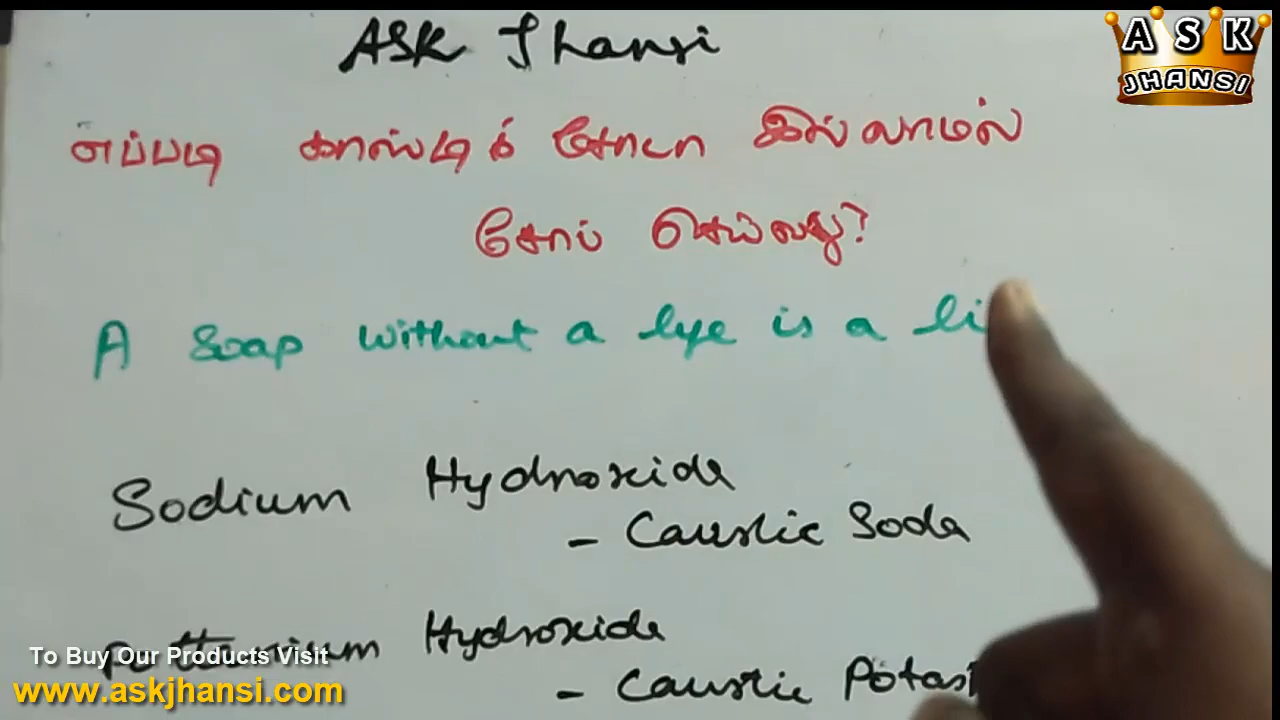 ASK Jhansi
ASK
JHANSI
எப்படி காஸ்டிக் சோடா இல்லாமல்
சோப் செய்வது?
A soap without a lye is a li
Sodium Hydroxide
- Caustic Soda
Hydroxide
- Caustic Potas
To Buy Our Products Visit
www.askjhansi.com